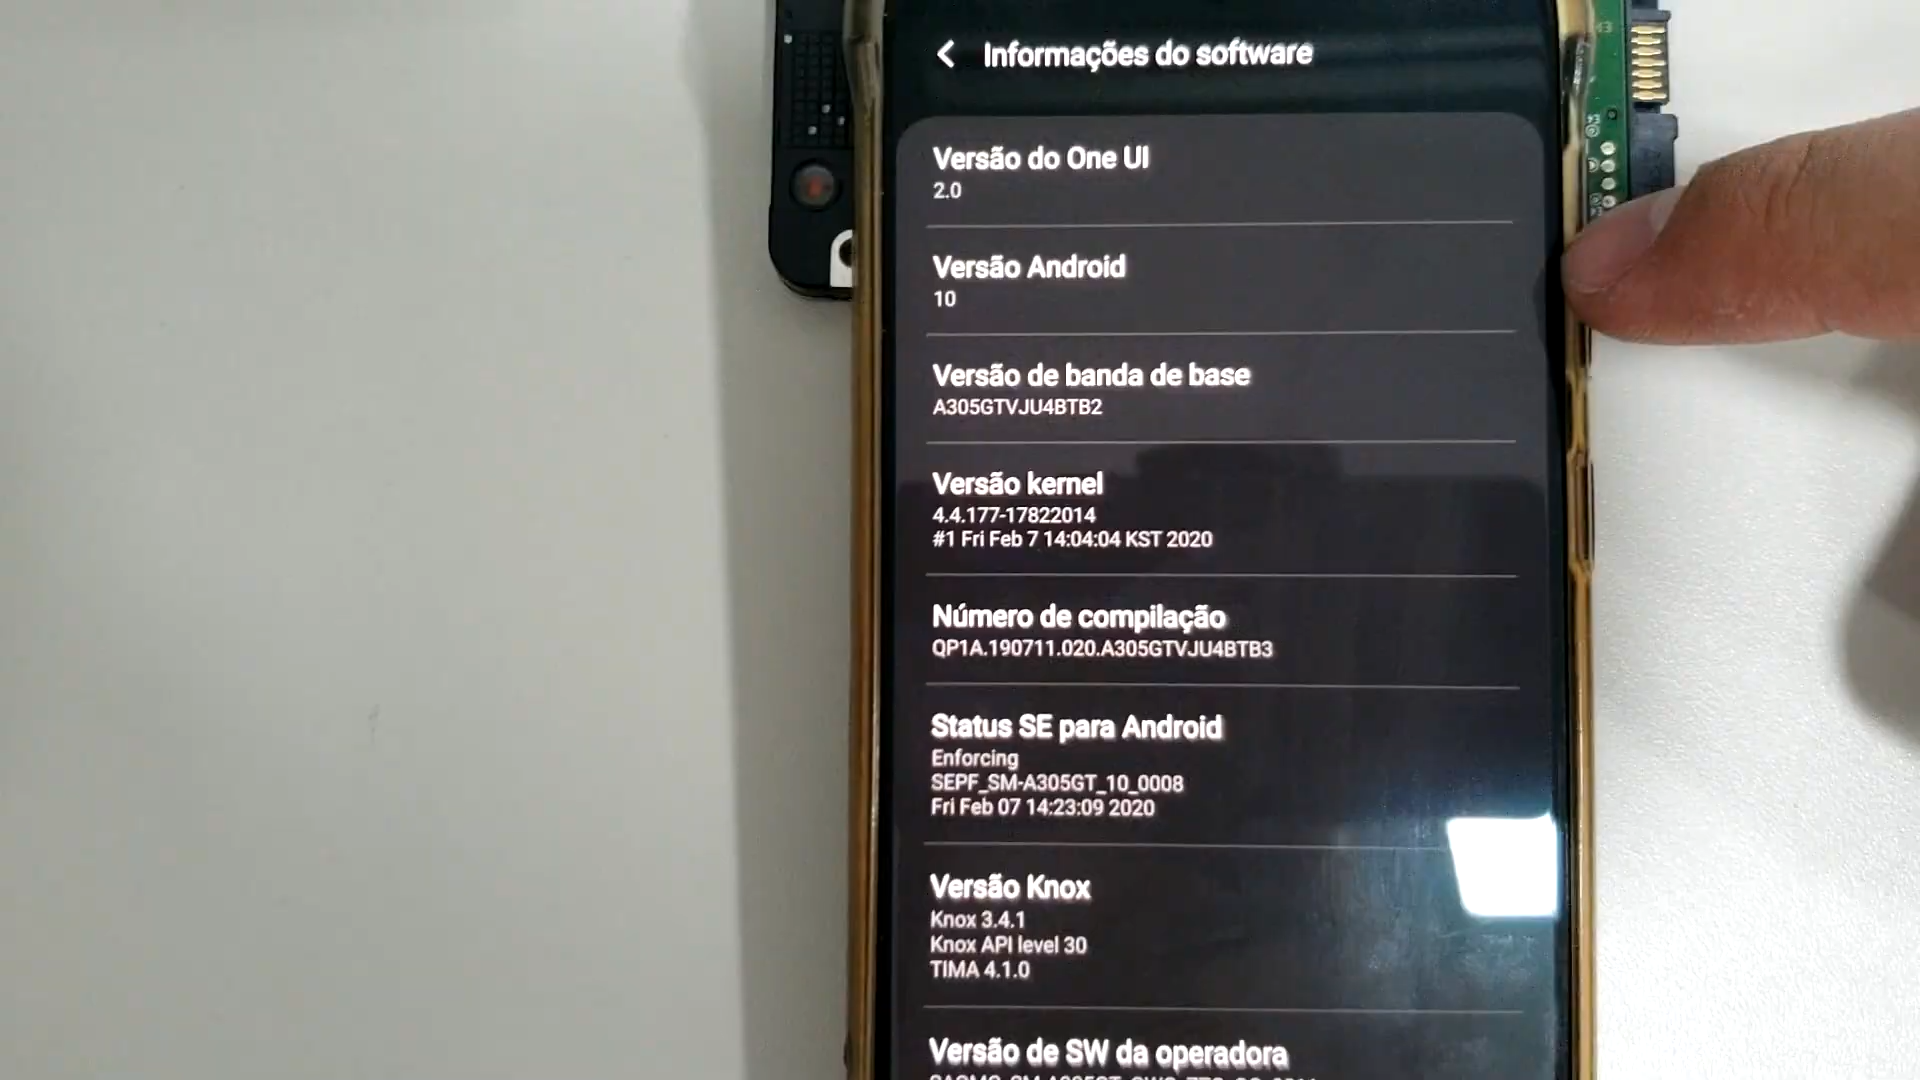 Informações do software
Versão do One UI
2.0
Versão Android
10
Versão de banda de base
A305GTVJU4BTB2
Versão kernel
4.4.177-17822014
#1 Fri Feb 7 14:04:04 KST 2020
Número de compilação
QP1A.190711.020.A305GTVJU4BTB3
Status SE para Android
Enforcing
SEPF_SM-A305GT_10_0008
Fri Feb 07 14:23:09 2020
Versão Knox
Knox 3.4.1
Knox API level 30
TIMA 4.1.0
Versão de SW da operadora